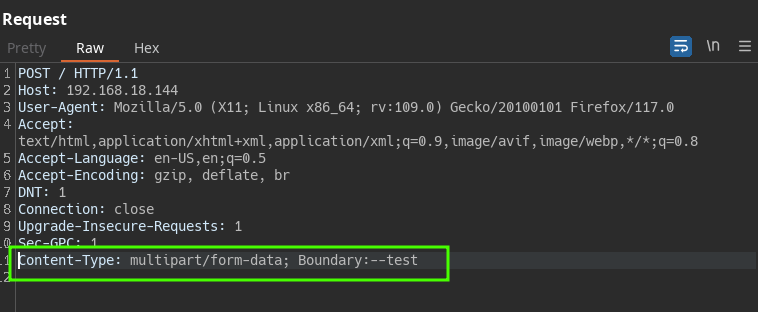 Request
Pretty Raw Hex \n
1 POST / HTTP/1.1
2 Host: 192.168.18.144
3 User-Agent: Mozilla/5.0 (X11; Linux x86_64; rv:109.0) Gecko/20100101 Firefox/117.0
4 Accept:
text/html,application/xhtml+xml,application/xml;q=0.9,image/avif,image/webp,*/*;q=0.8
5 Accept-Language: en-US,en;q=0.5
6 Accept-Encoding: gzip, deflate, br
7 DNT: 1
8 Connection: close
9 Upgrade-Insecure-Requests: 1
10 Sec-GPC: 1
11 Content-Type: multipart/form-data; Boundary:--test
12